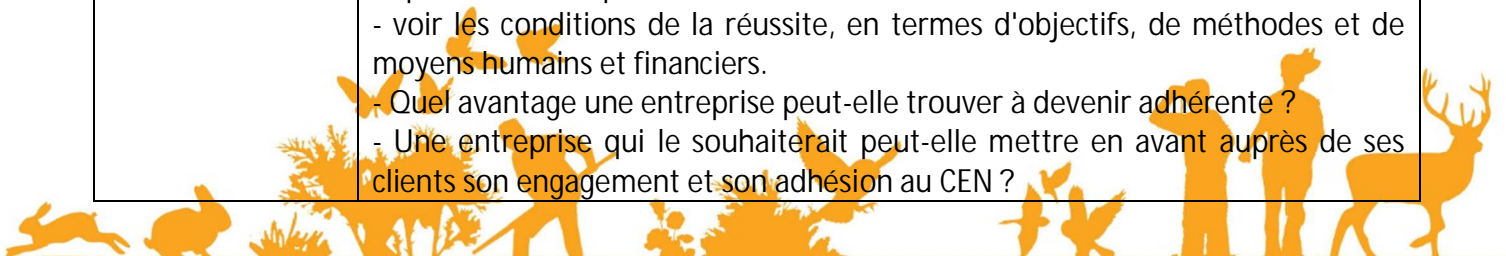 - voir les conditions de la réussite, en termes d'objectifs, de méthodes et de
moyens humains et financiers.
- Quel avantage une entreprise peut-elle trouver à devenir adhérente ?
- Une entreprise qui le souhaiterait peut-elle mettre en avant auprès de ses
clients son engagement et son adhésion au CEN ?